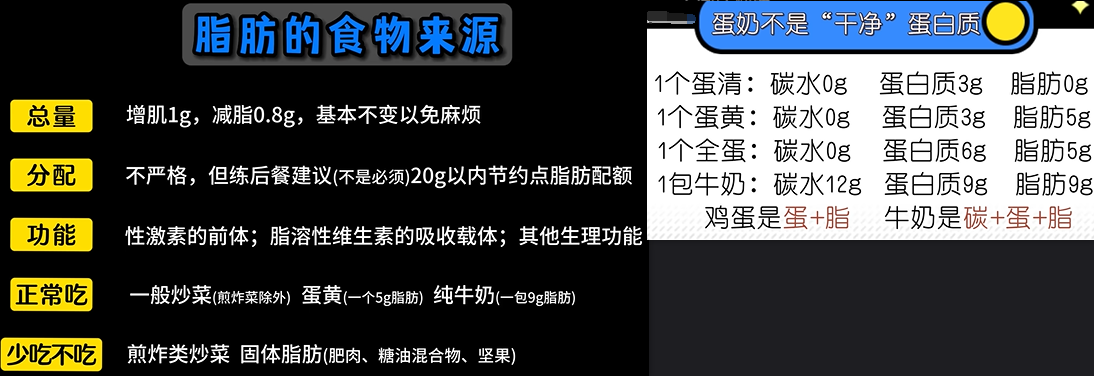 脂肪的食物来源
总量 增肌1g，减脂0.8g，基本不变以免麻烦
分配 不严格，但练后餐建议(不是必须)20g以内节约点脂肪配额
功能 性激素的前体；脂溶性维生素的吸收载体；其他生理功能
正常吃 一般炒菜(煎炸菜除外) 蛋黄(一个5g脂肪) 纯牛奶(一包9g脂肪)
少吃不吃 煎炸类炒菜 固体脂肪(肥肉、糖油混合物、坚果)
蛋奶不是“干净”蛋白质
1个蛋清：碳水0g 蛋白质3g 脂肪0g
1个蛋黄：碳水0g 蛋白质3g 脂肪5g
1个全蛋：碳水0g 蛋白质6g 脂肪5g
1包牛奶：碳水12g 蛋白质9g 脂肪9g
鸡蛋是蛋+脂 牛奶是碳+蛋+脂